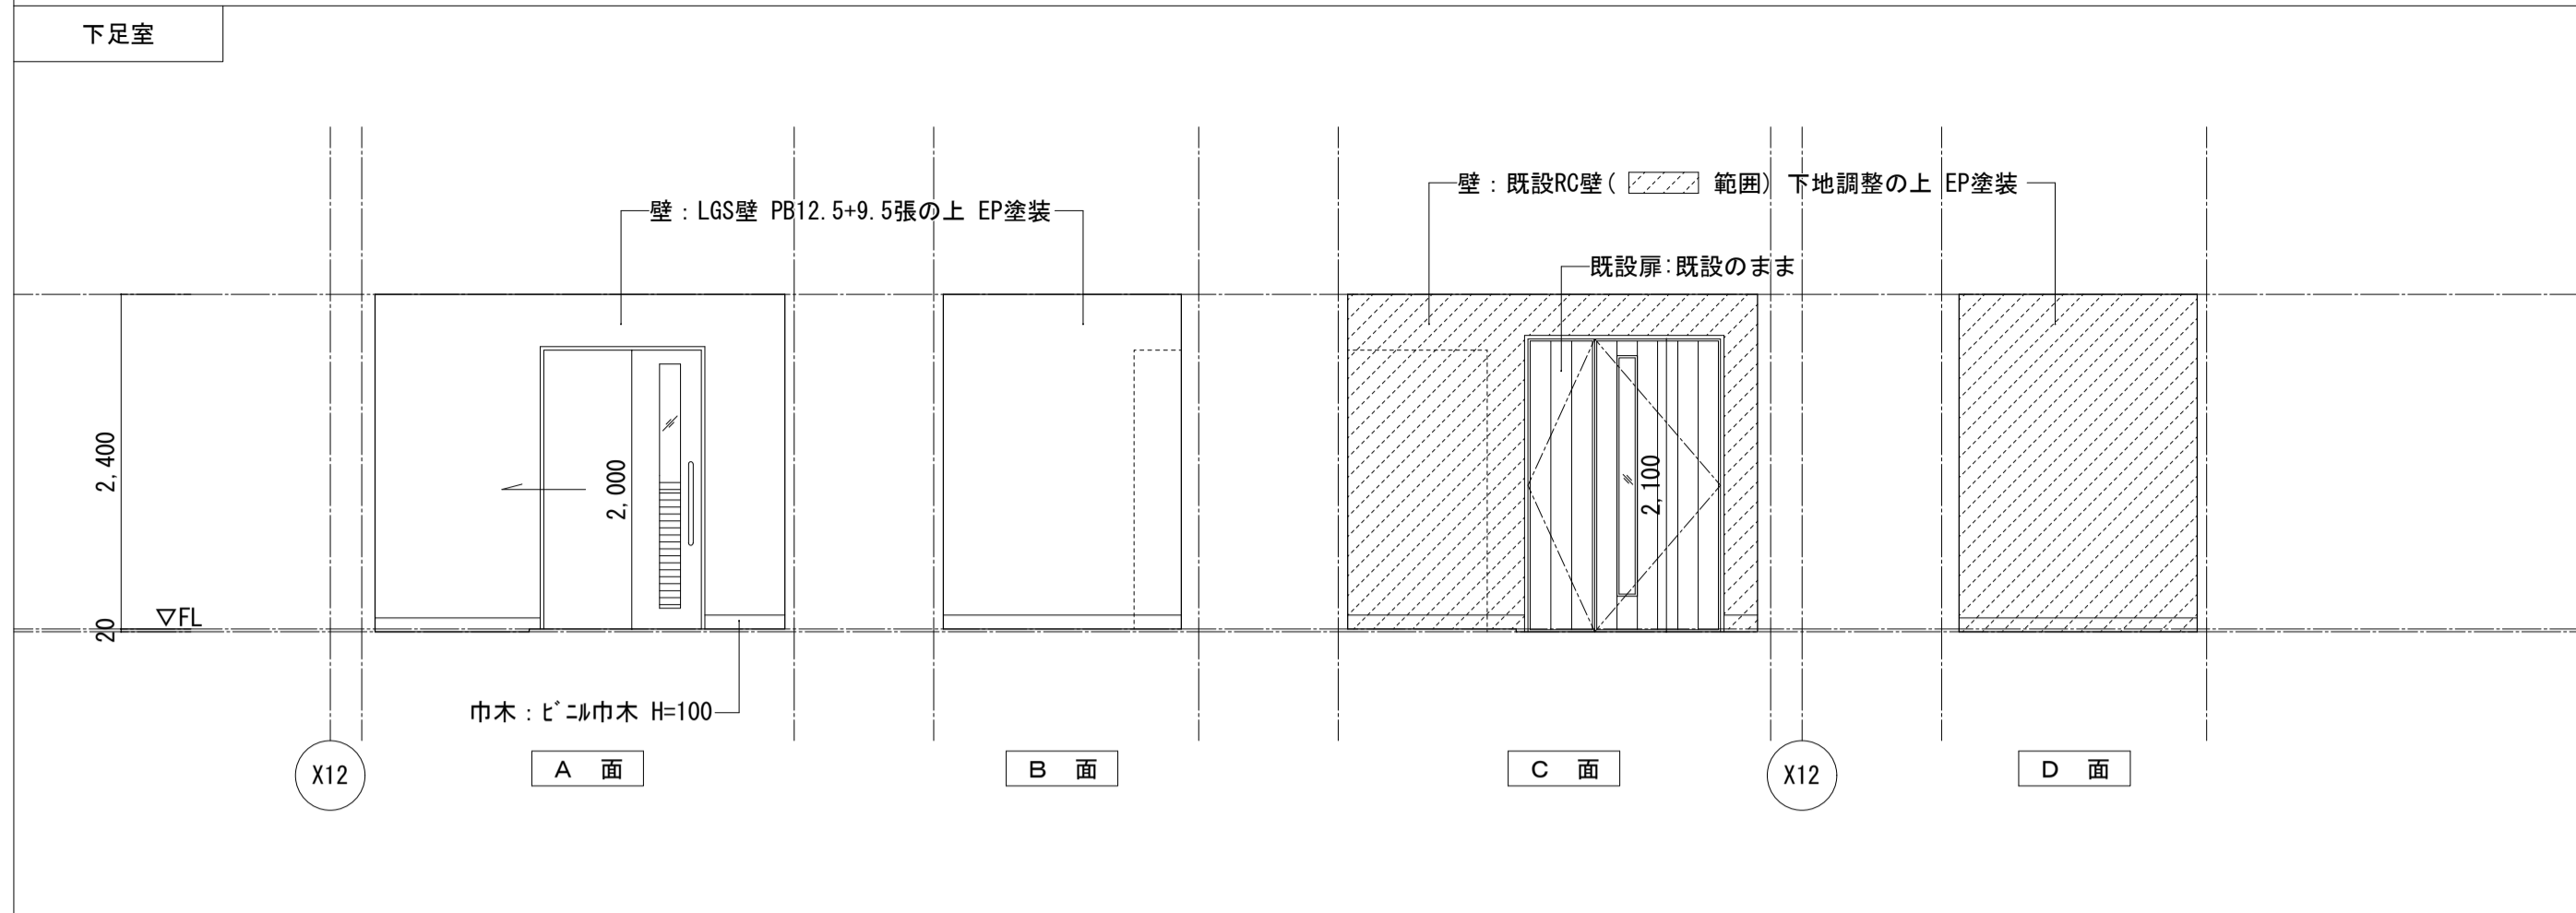 下足室
壁：既設RC壁( 範囲) 下地調整の上 EP塗装
壁：LGS壁 PB12.5+9.5張の上 EP塗装
既設扉:既設のまま
2,400
2,000
2,100
20
▽FL
巾木：ﾋﾞﾆﾙ巾木 H=100
X12
A 面
B 面
C 面
X12
D 面